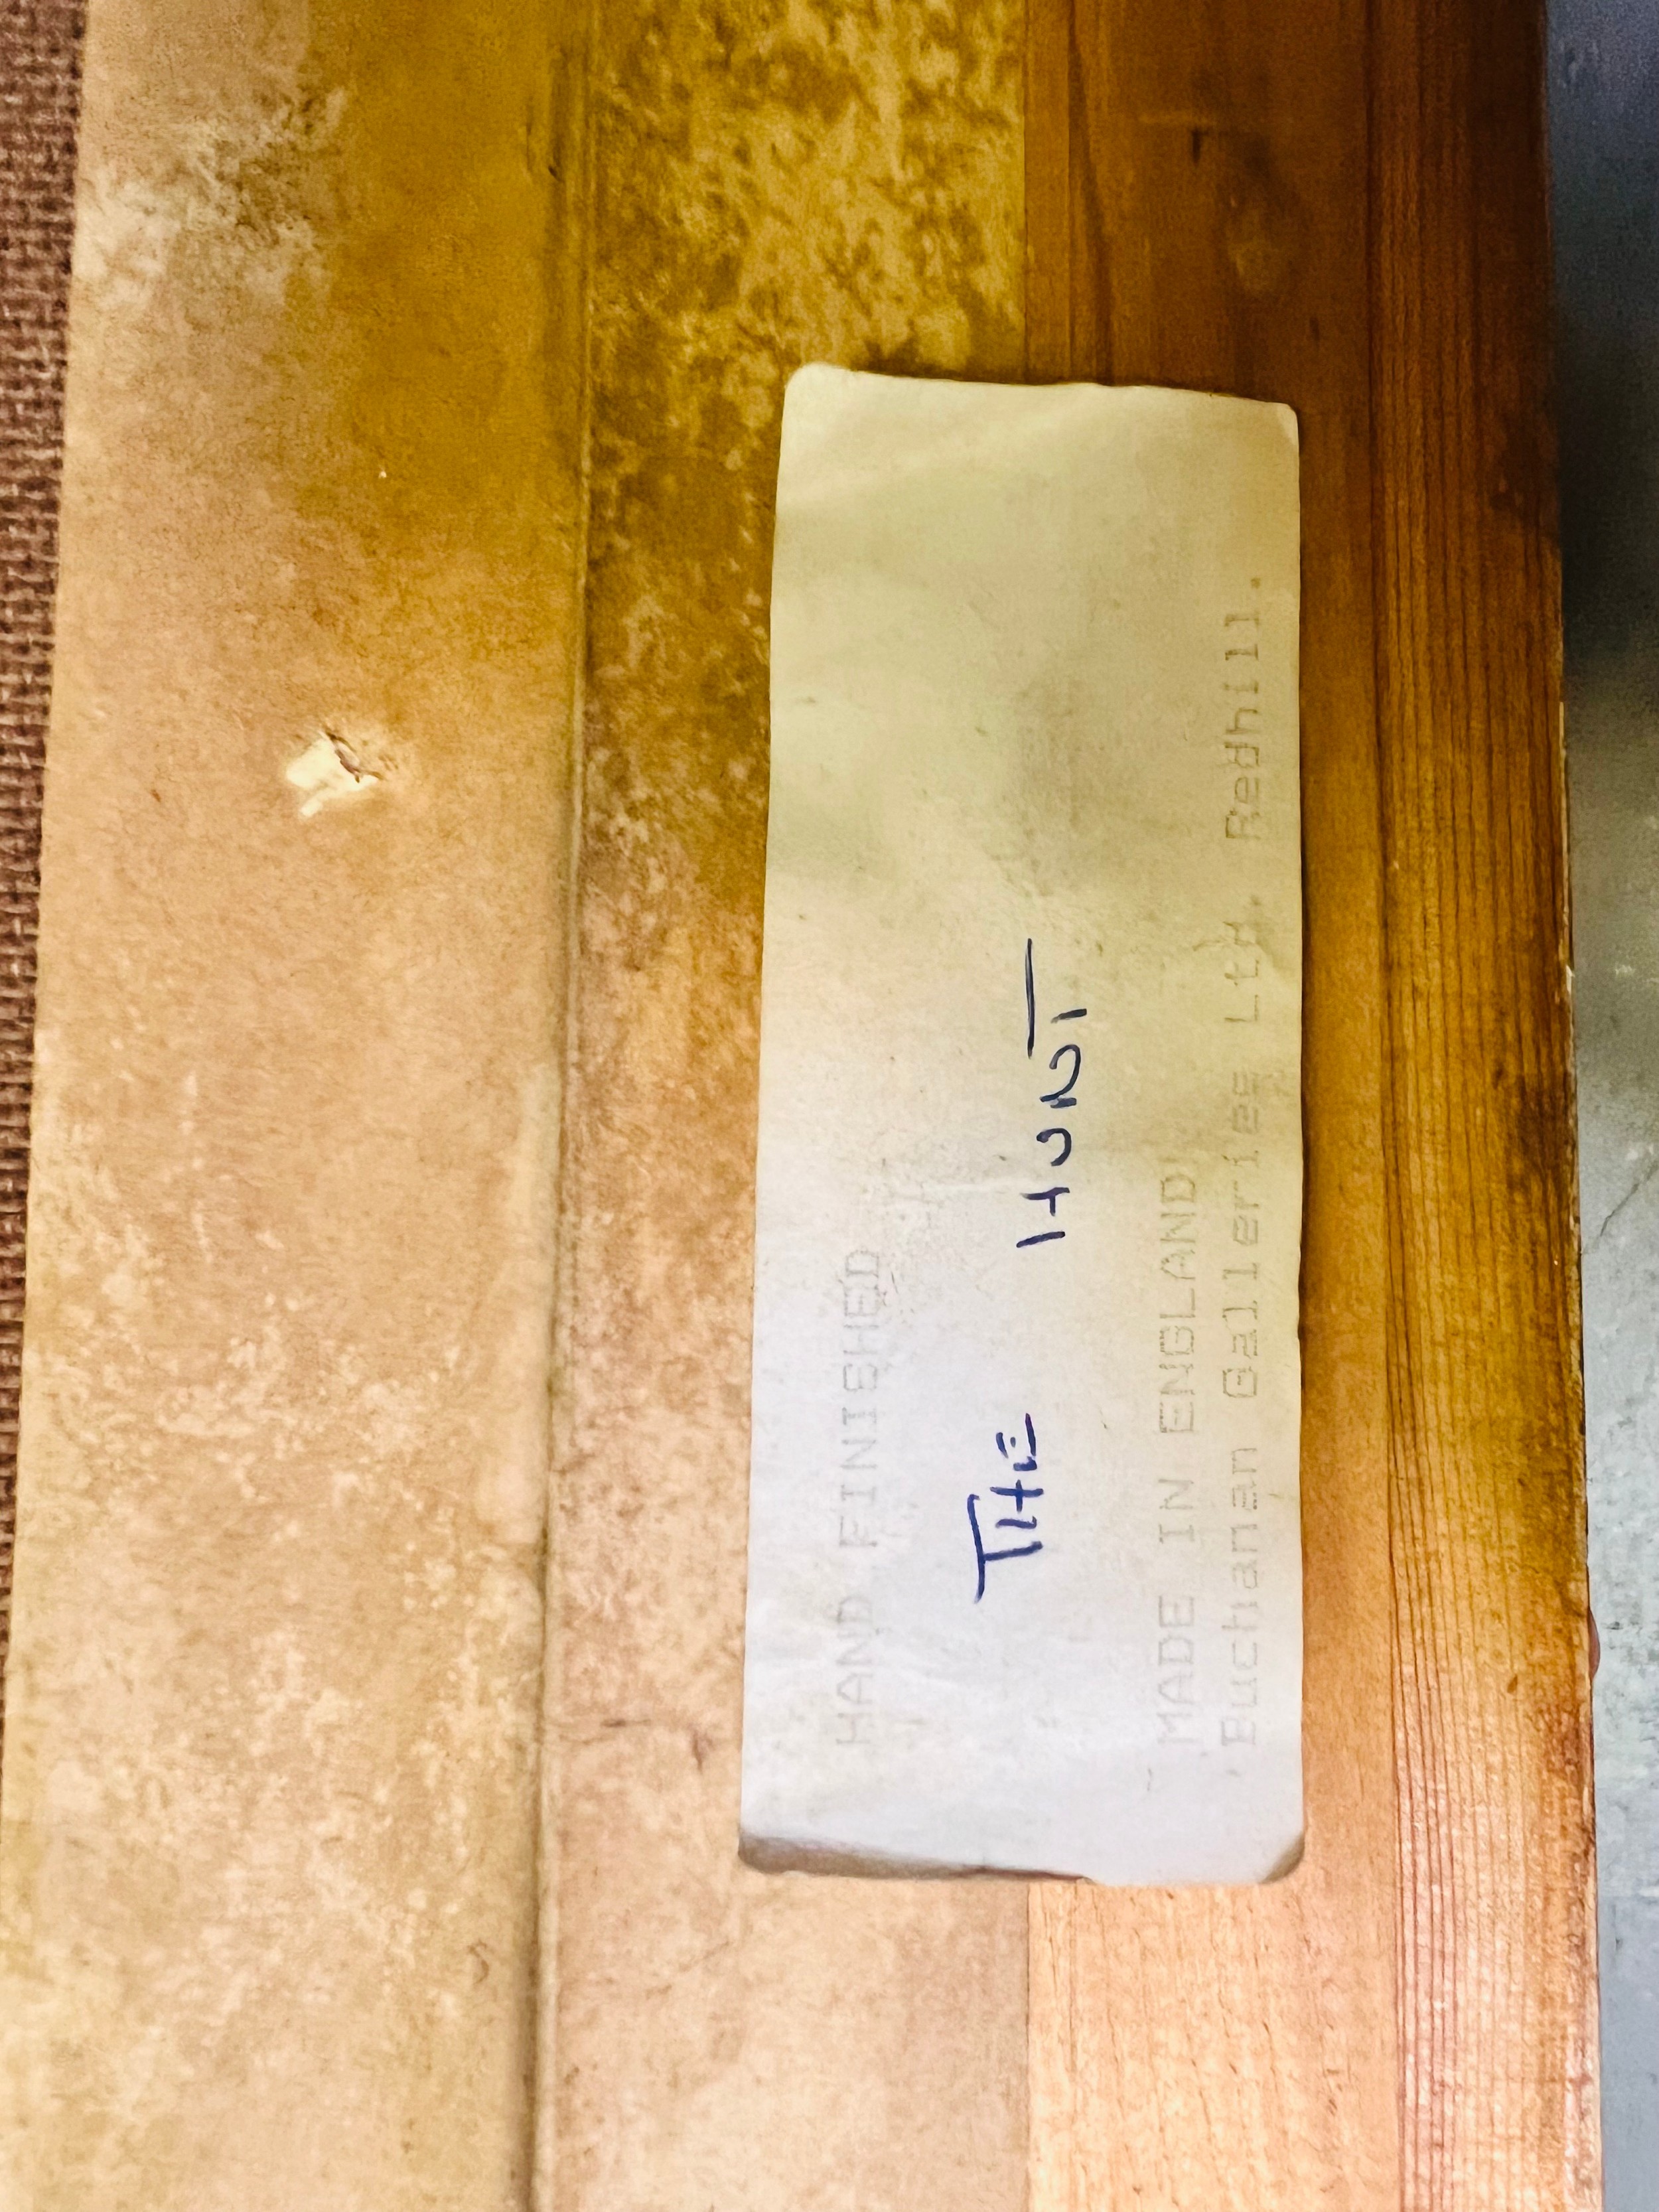 HAND FINISHED
THE HUNT
MADE IN ENGLAND
Buchanan Galleries Ltd. Redhill.